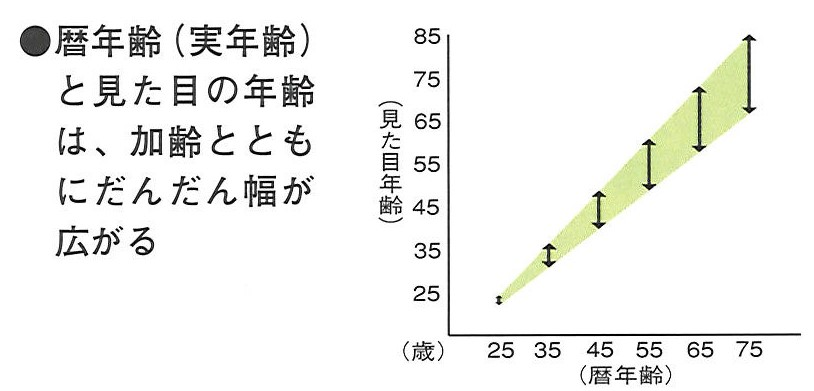 ●暦年齢（実年齢）
と見た目の年齢
は、加齢ととも
にだんだん幅が
広がる
（見た目年齢）
85
75
65
55
45
35
25
（歳） 25 35 45 55 65 75
（暦年齢）